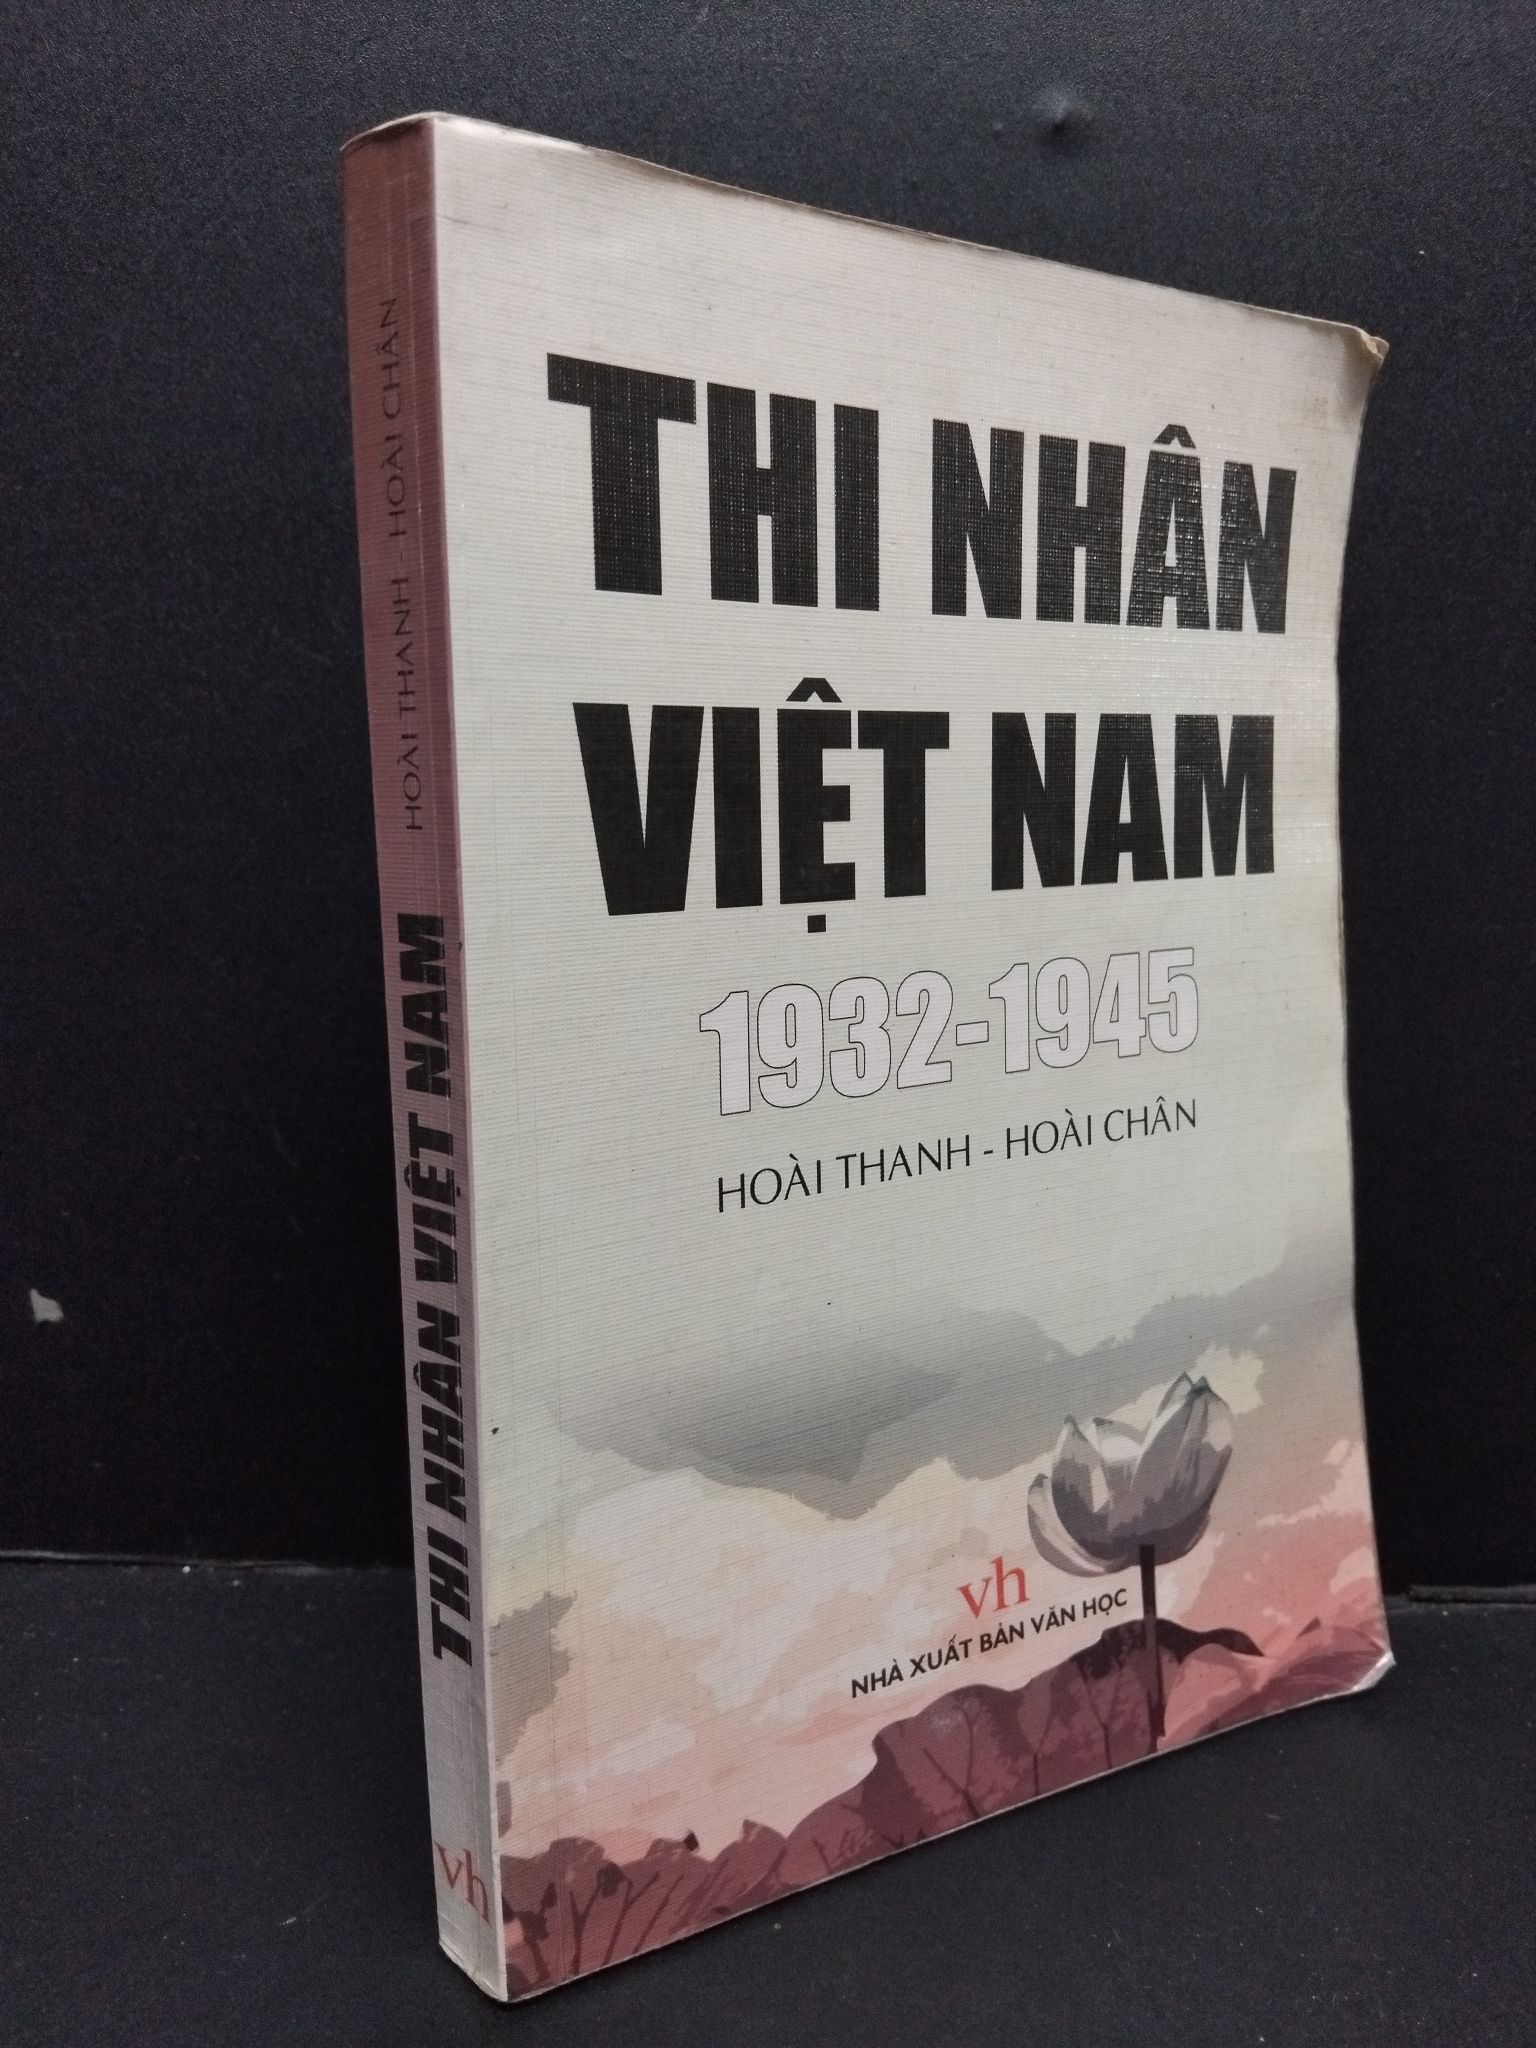 THI NHÂN
VIỆT NAM
1932-1945
HOÀI THANH - HOÀI CHÂN
vh
NHÀ XUẤT BẢN VĂN HỌC
HOÀI THANH - HOÀI CHÂN
THI NHÂN VIỆT NAM
vh